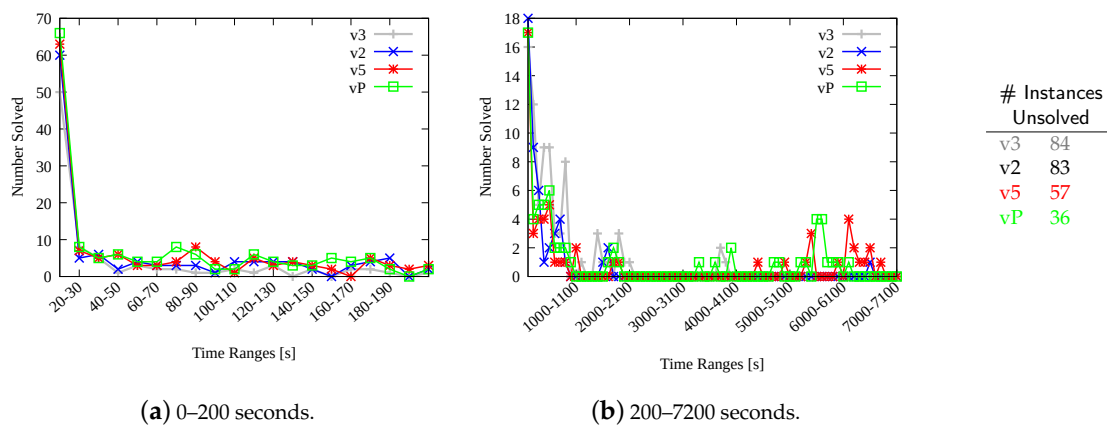 Number Solved
70
60
50
40
30
20
10
0
v3
v2
v5
vP
20-30
40-50
60-70
80-90
100-110
120-130
140-150
160-170
180-190
Time Ranges [s]
(a) 0–200 seconds.
Number Solved
18
16
14
12
10
8
6
4
2
0
v3
v2
v5
vP
1000-1100
2000-2100
3000-3100
4000-4100
5000-5100
6000-6100
7000-7100
Time Ranges [s]
(b) 200–7200 seconds.
# Instances
Unsolved
v3 84
v2 83
v5 57
vP 36